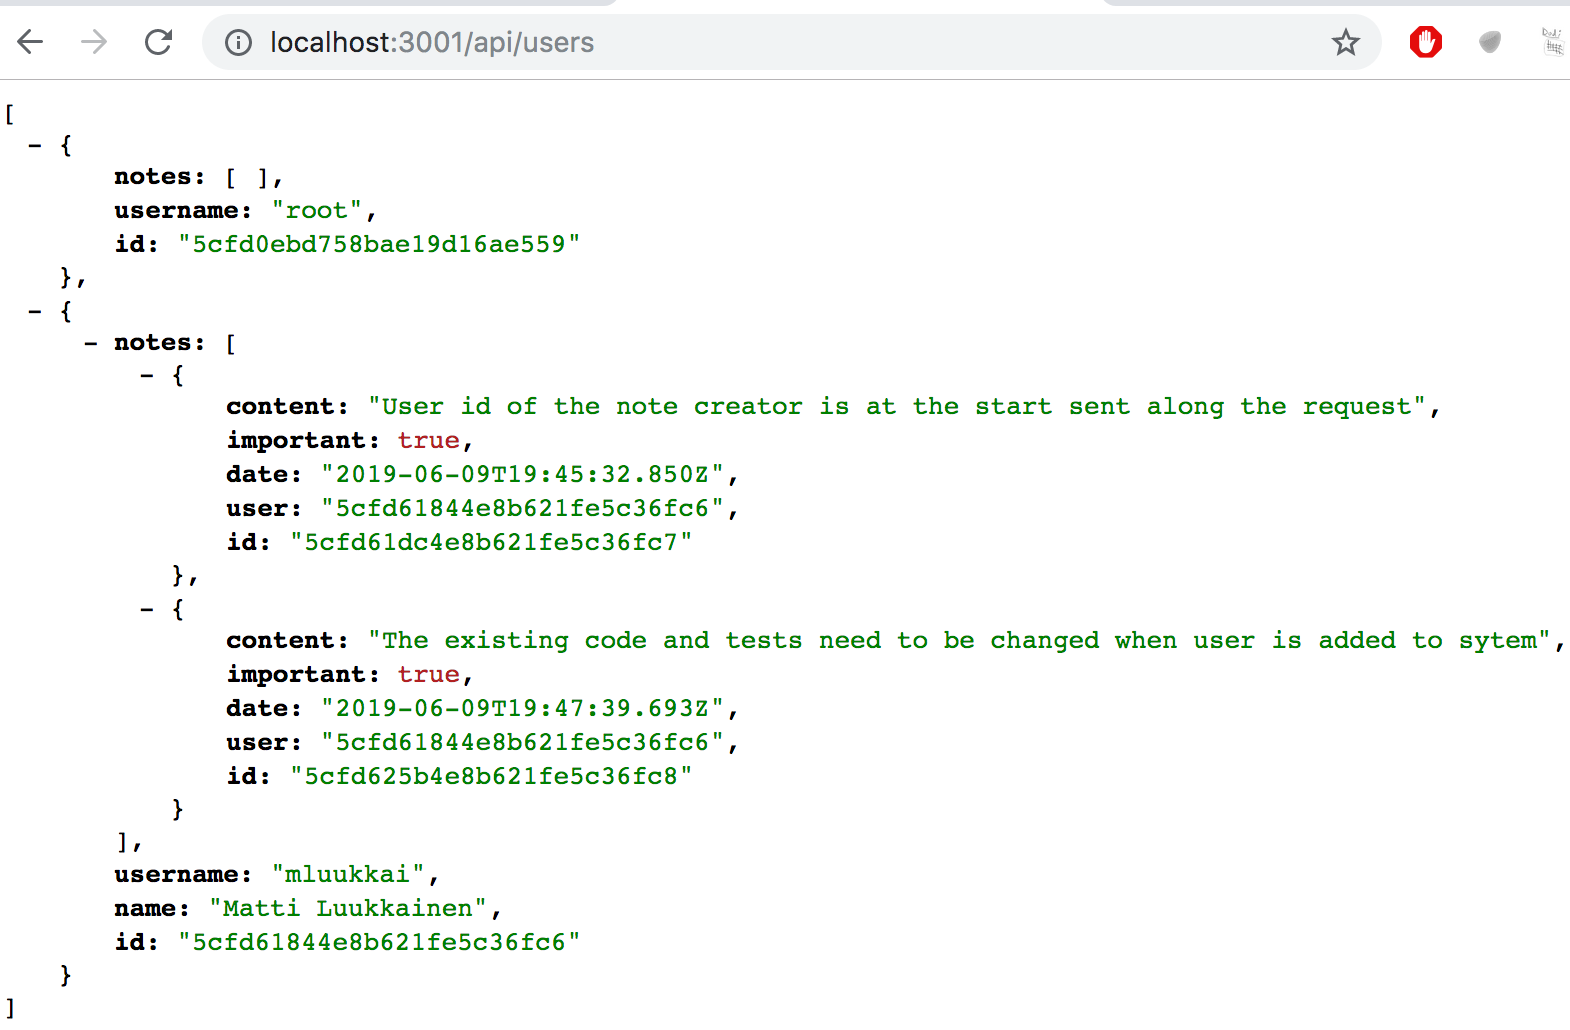 localhost:3001/api/users
[
- {
notes: [ ],
username: "root",
id: "5cfd0ebd758bae19d16ae559"
},
- {
- notes: [
- {
content: "User id of the note creator is at the start sent along the request",
important: true,
date: "2019-06-09T19:45:32.850Z",
user: "5cfd61844e8b621fe5c36fc6",
id: "5cfd61dc4e8b621fe5c36fc7"
},
- {
content: "The existing code and tests need to be changed when user is added to sytem",
important: true,
date: "2019-06-09T19:47:39.693Z",
user: "5cfd61844e8b621fe5c36fc6",
id: "5cfd625b4e8b621fe5c36fc8"
}
],
username: "mluukkai",
name: "Matti Luukkainen",
id: "5cfd61844e8b621fe5c36fc6"
}
]